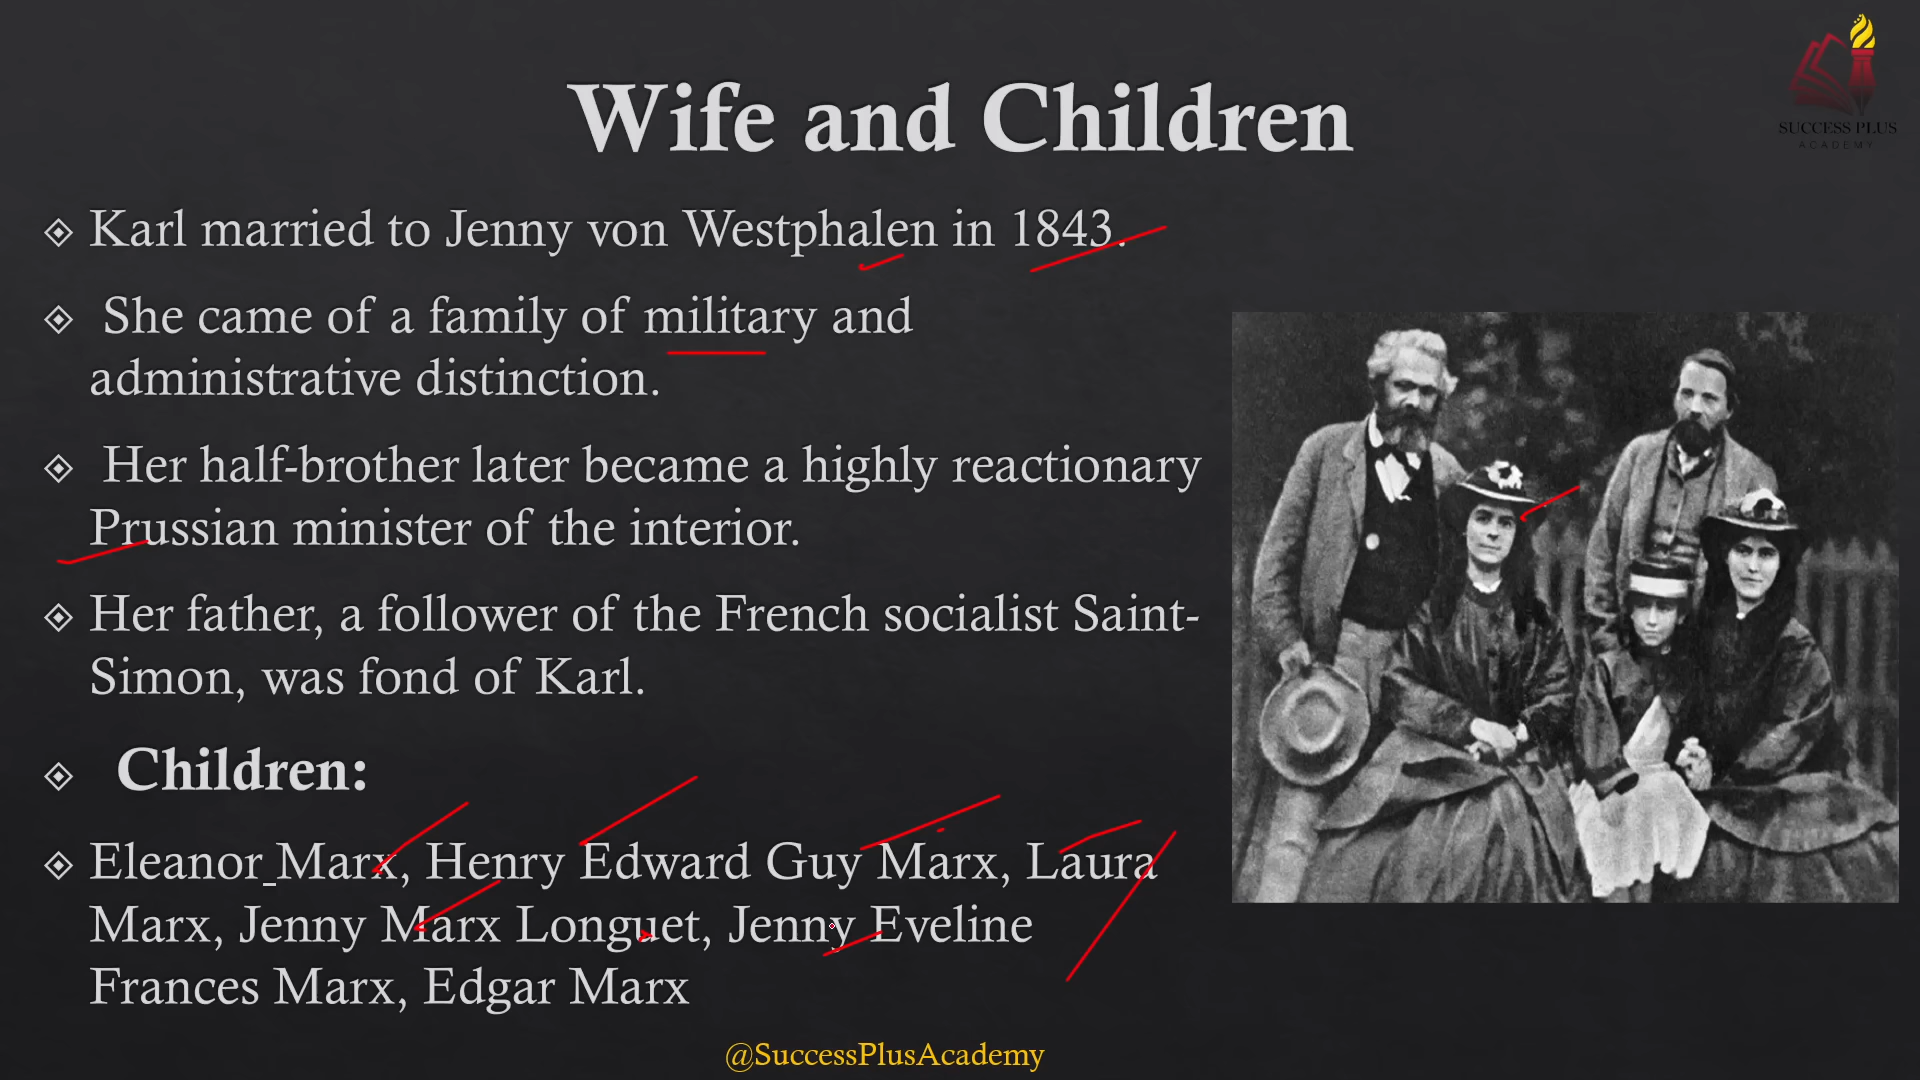 SUCCESS PLUS
ACADEMY
Wife and Children
Karl married to Jenny von Westphalen in 1843.
She came of a family of military and
administrative distinction.
Her half-brother later became a highly reactionary
Prussian minister of the interior.
Her father, a follower of the French socialist Saint-
Simon, was fond of Karl.
Children:
Eleanor Marx, Henry Edward Guy Marx, Laura
Marx, Jenny Marx Longuet, Jenny Eveline
Frances Marx, Edgar Marx
@SuccessPlusAcademy